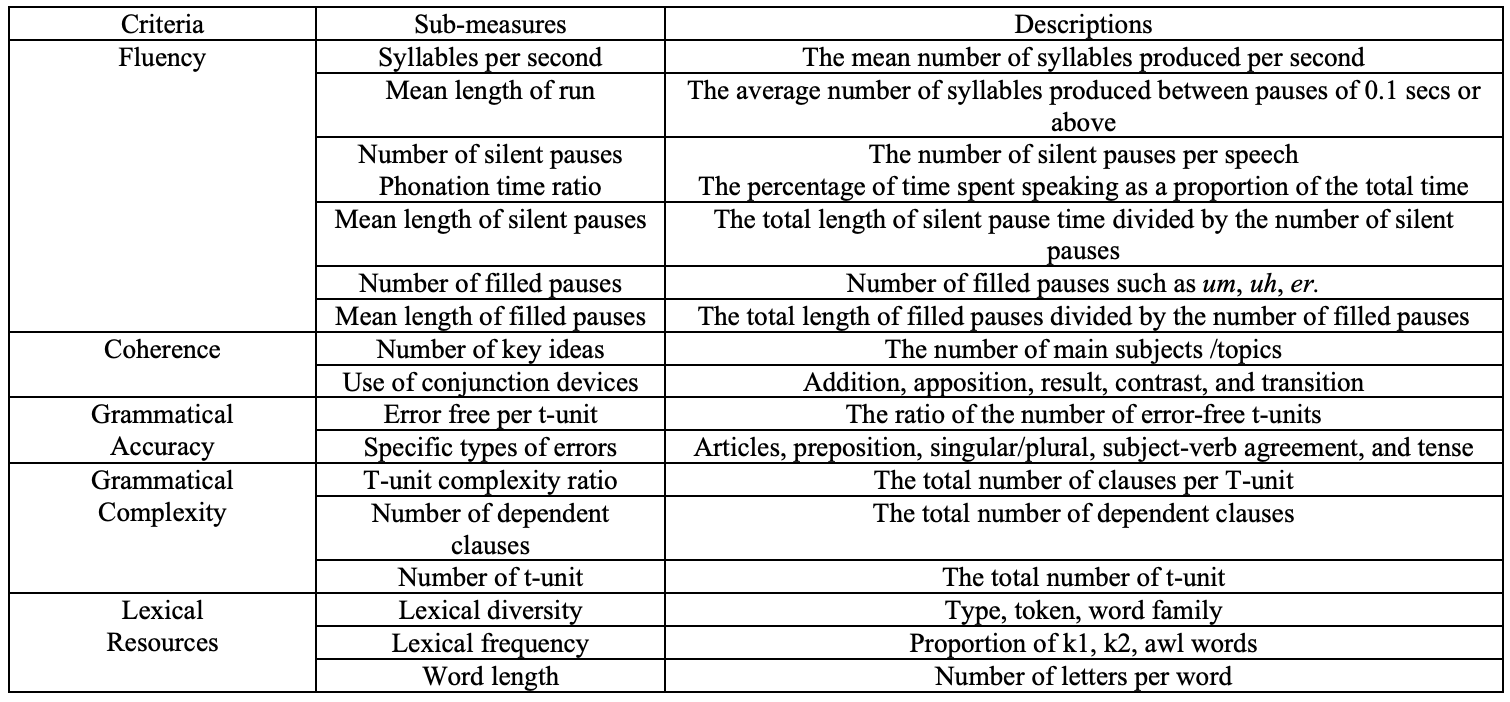 Criteria Sub-measures Descriptions
Fluency Syllables per second The mean number of syllables produced per second
Mean length of run The average number of syllables produced between pauses of 0.1 secs or
above
Number of silent pauses The number of silent pauses per speech
Phonation time ratio The percentage of time spent speaking as a proportion of the total time
Mean length of silent pauses The total length of silent pause time divided by the number of silent
pauses
Number of filled pauses Number of filled pauses such as um, uh, er.
Mean length of filled pauses The total length of filled pauses divided by the number of filled pauses
Coherence Number of key ideas The number of main subjects /topics
Use of conjunction devices Addition, apposition, result, contrast, and transition
Grammatical Error free per t-unit The ratio of the number of error-free t-units
Accuracy Specific types of errors Articles, preposition, singular/plural, subject-verb agreement, and tense
Grammatical T-unit complexity ratio The total number of clauses per T-unit
Complexity Number of dependent The total number of dependent clauses
clauses
Number of t-unit The total number of t-unit
Lexical Lexical diversity Type, token, word family
Resources Lexical frequency Proportion of k1, k2, awl words
Word length Number of letters per word